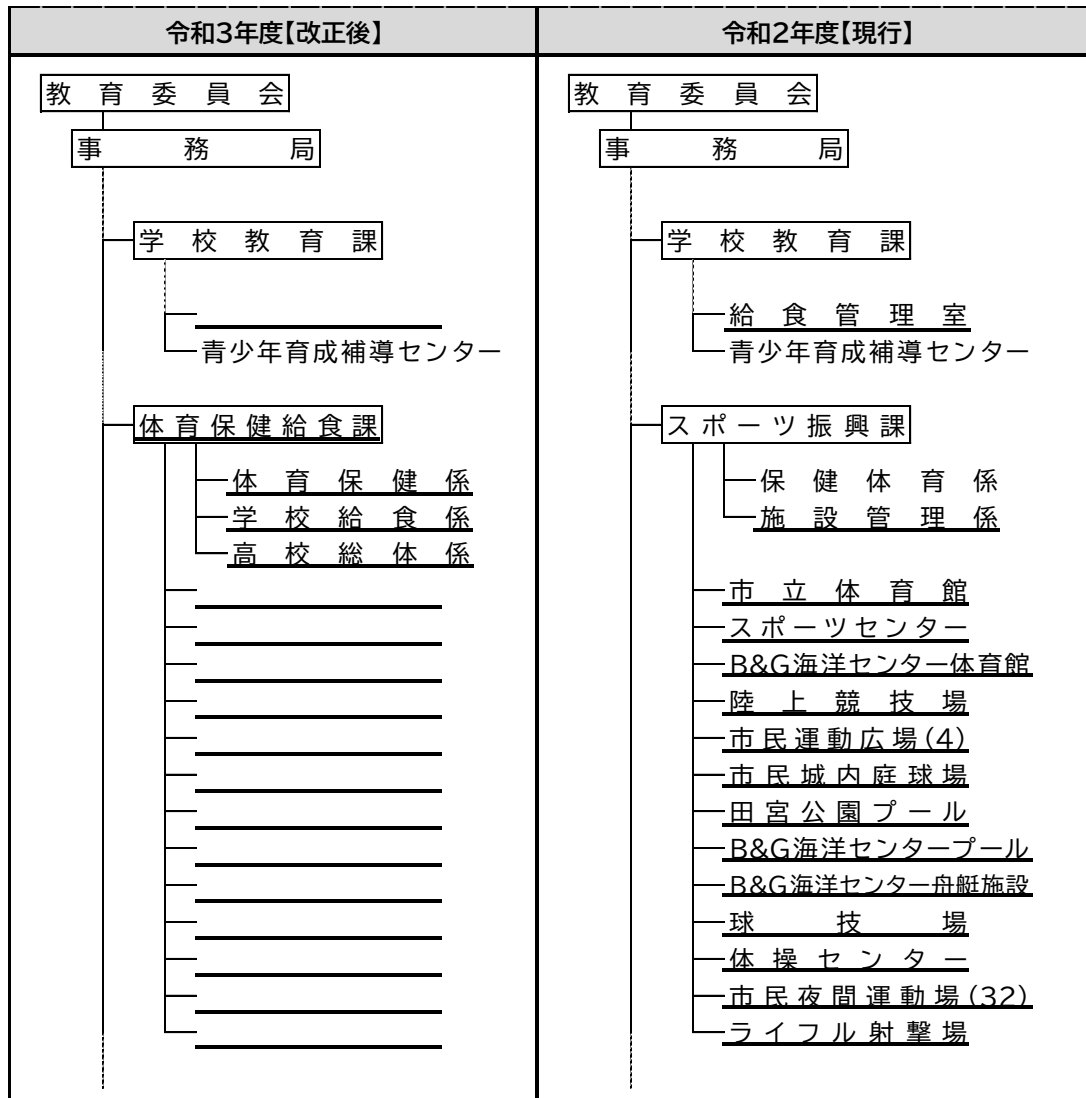 令和3年度【改正後】
教育委員会
事務局
学校教育課
青少年育成補導センター
体育保健給食課
体育保健係
学校給食係
高校総体係
令和2年度【現行】
教育委員会
事務局
学校教育課
給食管理室
青少年育成補導センター
スポーツ振興課
保健体育係
施設管理係
市立体育館
スポーツセンター
B&G海洋センター体育館
陸上競技場
市民運動広場(4)
市民城内庭球場
田宮公園プール
B&G海洋センタープール
B&G海洋センター舟艇施設
球技場
体操センター
市民夜間運動場(32)
ライフル射撃場